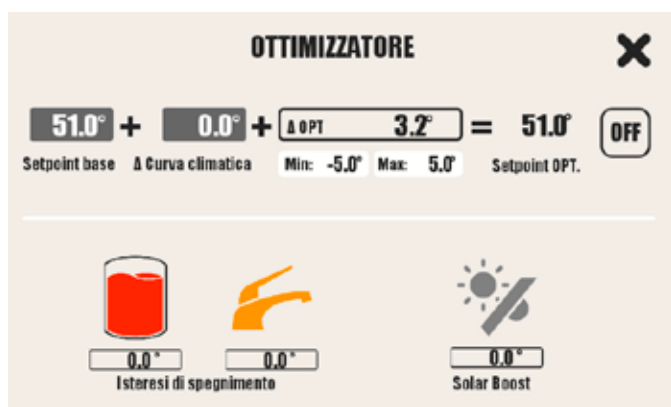 OTTIMIZZATORE
51.0° + 0.0° + Δ OPT 3.2° = 51.0° OFF
Setpoint base Δ Curva climatica Min: -5.0° Max: 5.0° Setpoint OPT.
0.0° 0.0° 0.0°
Isteresi di spegnimento Solar Boost